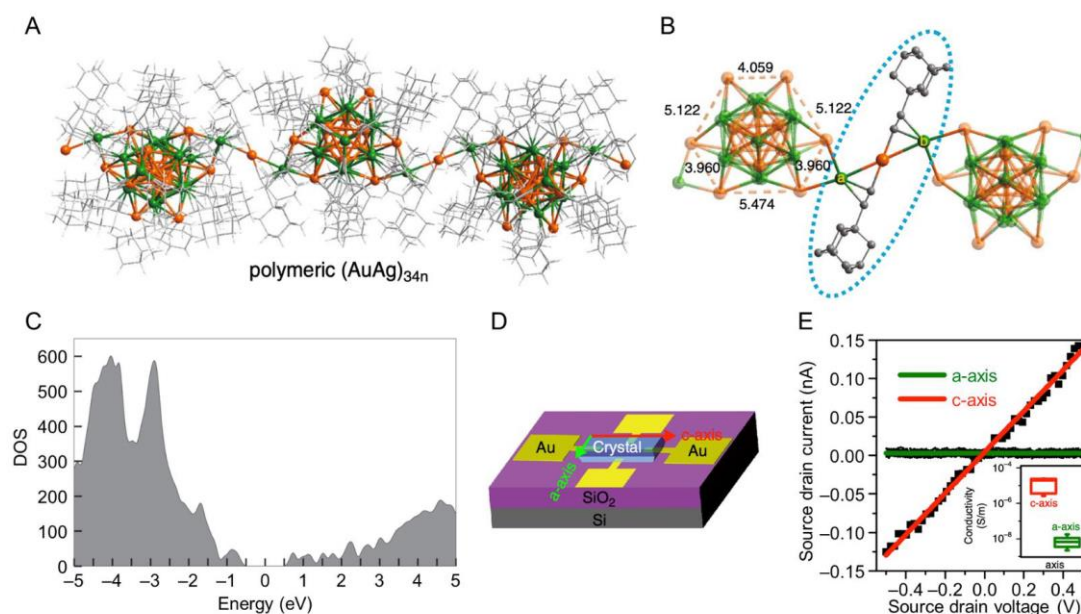 A
polymeric (AuAg)34n
B
4.059
5.122
5.122
3.960
3.960
5.474
a
b
C
DOS
600
500
400
300
200
100
0
–5
–4
–3
–2
–1
0
1
2
3
4
5
Energy (eV)
D
Au
Crystal
c-axis
Au
a-axis
SiO2
Si
E
Source drain current (nA)
0.15
0.10
0.05
0.00
–0.05
–0.10
–0.15
a-axis
c-axis
Conductivity
(S/m)
10–4
10–6
10–8
c-axis
a-axis
axis
–0.4
–0.2
0.0
0.2
0.4
Source drain voltage (V)